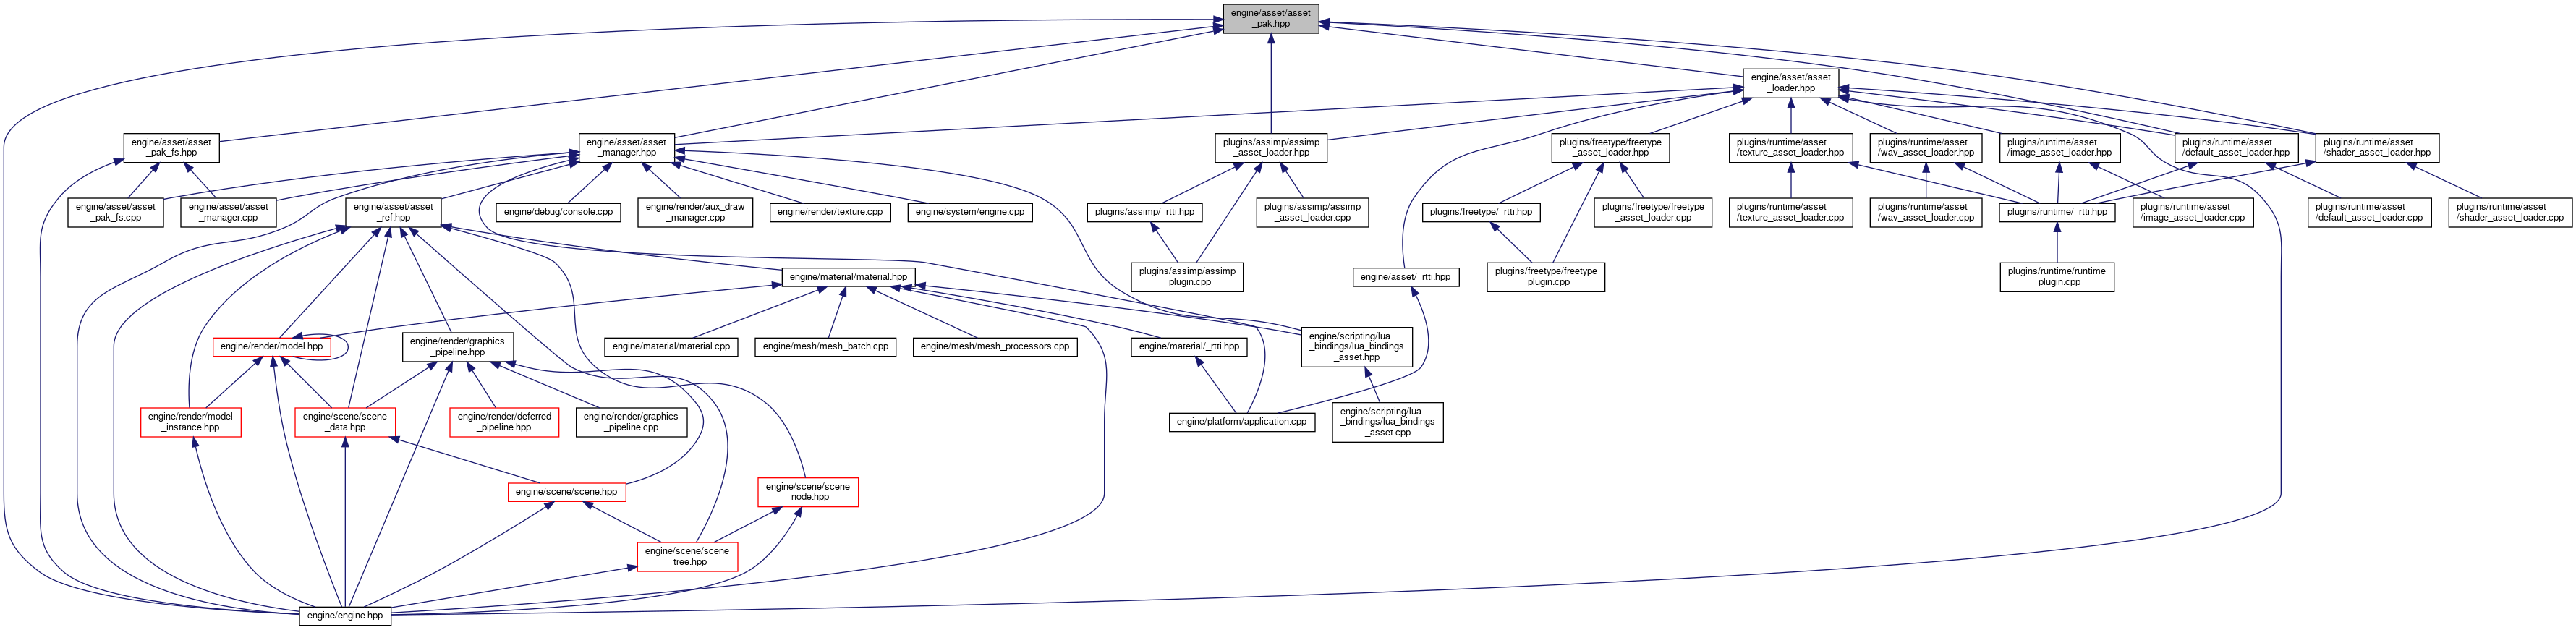 engine/asset/asset
_pak.hpp
engine/asset/asset
_loader.hpp
engine/asset/asset
_pak_fs.hpp
engine/asset/asset
_manager.hpp
plugins/assimp/assimp
_asset_loader.hpp
plugins/freetype/freetype
_asset_loader.hpp
plugins/runtime/asset
/texture_asset_loader.hpp
plugins/runtime/asset
/wav_asset_loader.hpp
plugins/runtime/asset
/image_asset_loader.hpp
plugins/runtime/asset
/default_asset_loader.hpp
plugins/runtime/asset
/shader_asset_loader.hpp
engine/asset/asset
_pak_fs.cpp
engine/asset/asset
_manager.cpp
engine/asset/asset
_ref.hpp
engine/debug/console.cpp
engine/render/aux_draw
_manager.cpp
engine/render/texture.cpp
engine/system/engine.cpp
plugins/assimp/_rtti.hpp
plugins/assimp/assimp
_asset_loader.cpp
plugins/freetype/_rtti.hpp
plugins/freetype/freetype
_asset_loader.cpp
plugins/runtime/asset
/texture_asset_loader.cpp
plugins/runtime/asset
/wav_asset_loader.cpp
plugins/runtime/_rtti.hpp
plugins/runtime/asset
/image_asset_loader.cpp
plugins/runtime/asset
/default_asset_loader.cpp
plugins/runtime/asset
/shader_asset_loader.cpp
engine/material/material.hpp
plugins/assimp/assimp
_plugin.cpp
engine/asset/_rtti.hpp
plugins/freetype/freetype
_plugin.cpp
plugins/runtime/runtime
_plugin.cpp
engine/render/model.hpp
engine/render/graphics
_pipeline.hpp
engine/material/material.cpp
engine/mesh/mesh_batch.cpp
engine/mesh/mesh_processors.cpp
engine/material/_rtti.hpp
engine/scripting/lua
_bindings/lua_bindings
_asset.hpp
engine/render/model
_instance.hpp
engine/scene/scene
_data.hpp
engine/render/deferred
_pipeline.hpp
engine/render/graphics
_pipeline.cpp
engine/platform/application.cpp
engine/scripting/lua
_bindings/lua_bindings
_asset.cpp
engine/scene/scene.hpp
engine/scene/scene
_node.hpp
engine/scene/scene
_tree.hpp
engine/engine.hpp